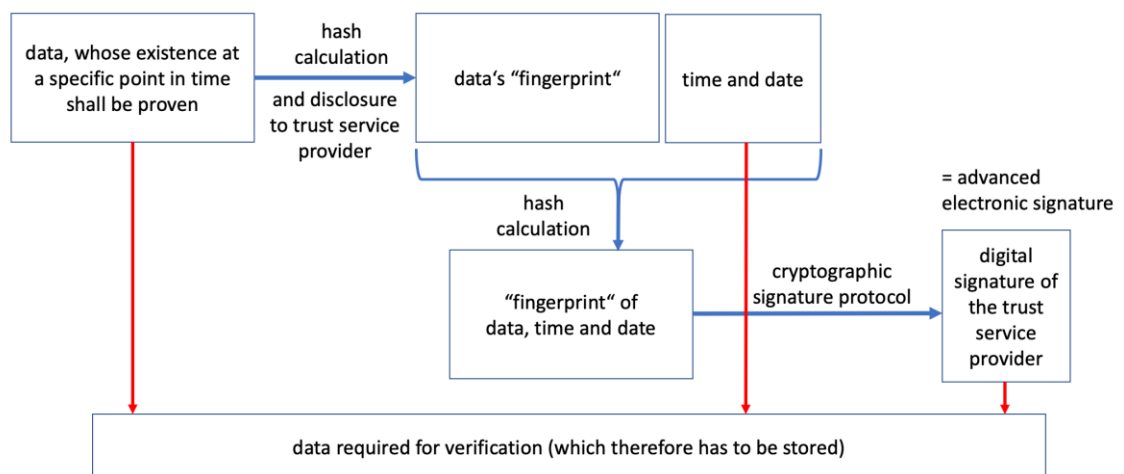 data, whose existence at
a specific point in time
shall be proven
hash
calculation
and disclosure
to trust service
provider
data‘s “fingerprint“
time and date
hash
calculation
“fingerprint“ of
data, time and date
cryptographic
signature protocol
= advanced
electronic signature
digital
signature of
the trust
service
provider
data required for verification (which therefore has to be stored)